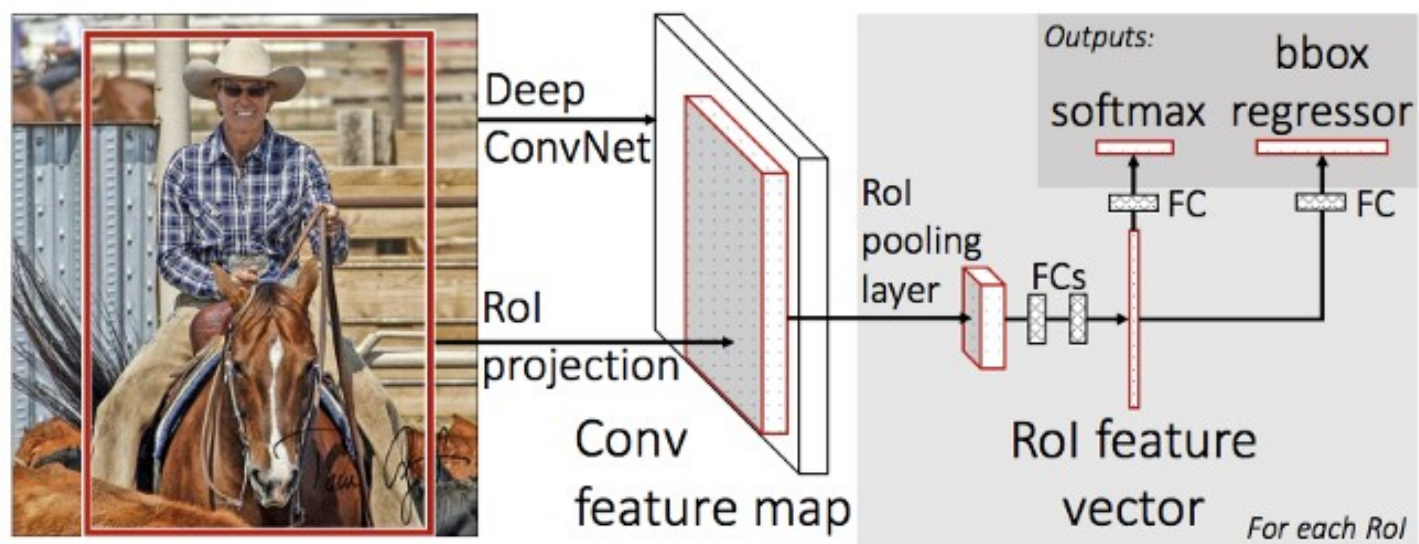 Deep
ConvNet
RoI
projection
Conv
feature map
Outputs:
softmax
bbox
regressor
RoI
pooling
layer
FCs
FC
FC
RoI feature
vector
For each RoI